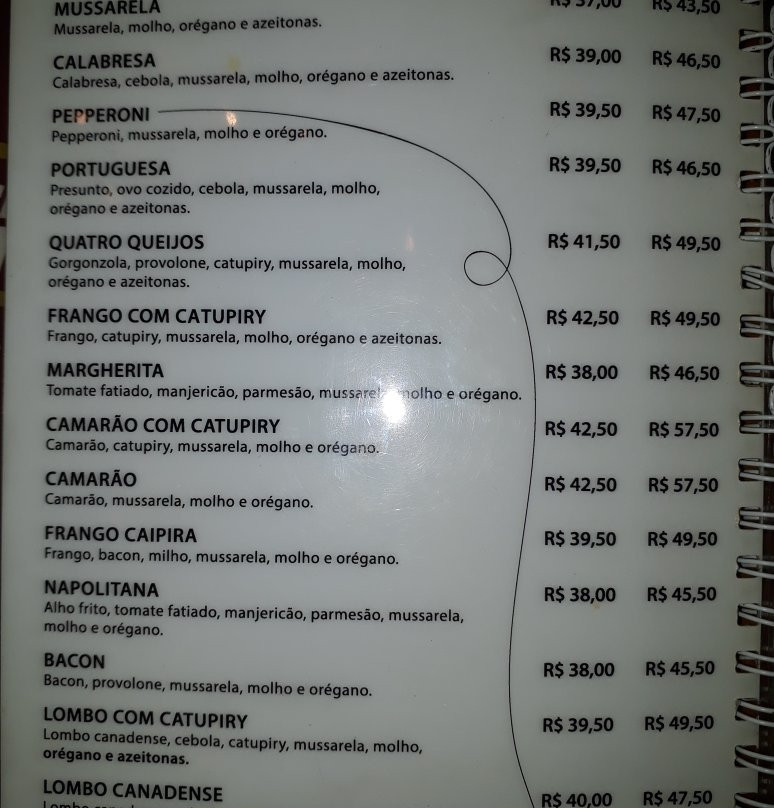 MUSSARELA R$ 37,00 R$ 43,50
Mussarela, molho, orégano e azeitonas.
CALABRESA R$ 39,00 R$ 46,50
Calabresa, cebola, mussarela, molho, orégano e azeitonas.
PEPPERONI R$ 39,50 R$ 47,50
Pepperoni, mussarela, molho e orégano.
PORTUGUESA R$ 39,50 R$ 46,50
Presunto, ovo cozido, cebola, mussarela, molho,
orégano e azeitonas.
QUATRO QUEIJOS R$ 41,50 R$ 49,50
Gorgonzola, provolone, catupiry, mussarela, molho,
orégano e azeitonas.
FRANGO COM CATUPIRY R$ 42,50 R$ 49,50
Frango, catupiry, mussarela, molho, orégano e azeitonas.
MARGHERITA R$ 38,00 R$ 46,50
Tomate fatiado, manjericão, parmesão, mussarela, molho e orégano.
CAMARÃO COM CATUPIRY R$ 42,50 R$ 57,50
Camarão, catupiry, mussarela, molho e orégano.
CAMARÃO R$ 42,50 R$ 57,50
Camarão, mussarela, molho e orégano.
FRANGO CAIPIRA R$ 39,50 R$ 49,50
Frango, bacon, milho, mussarela, molho e orégano.
NAPOLITANA R$ 38,00 R$ 45,50
Alho frito, tomate fatiado, manjericão, parmesão, mussarela,
molho e orégano.
BACON R$ 38,00 R$ 45,50
Bacon, provolone, mussarela, molho e orégano.
LOMBO COM CATUPIRY R$ 39,50 R$ 49,50
Lombo canadense, cebola, catupiry, mussarela, molho,
orégano e azeitonas.
LOMBO CANADENSE R$ 40,00 R$ 47,50